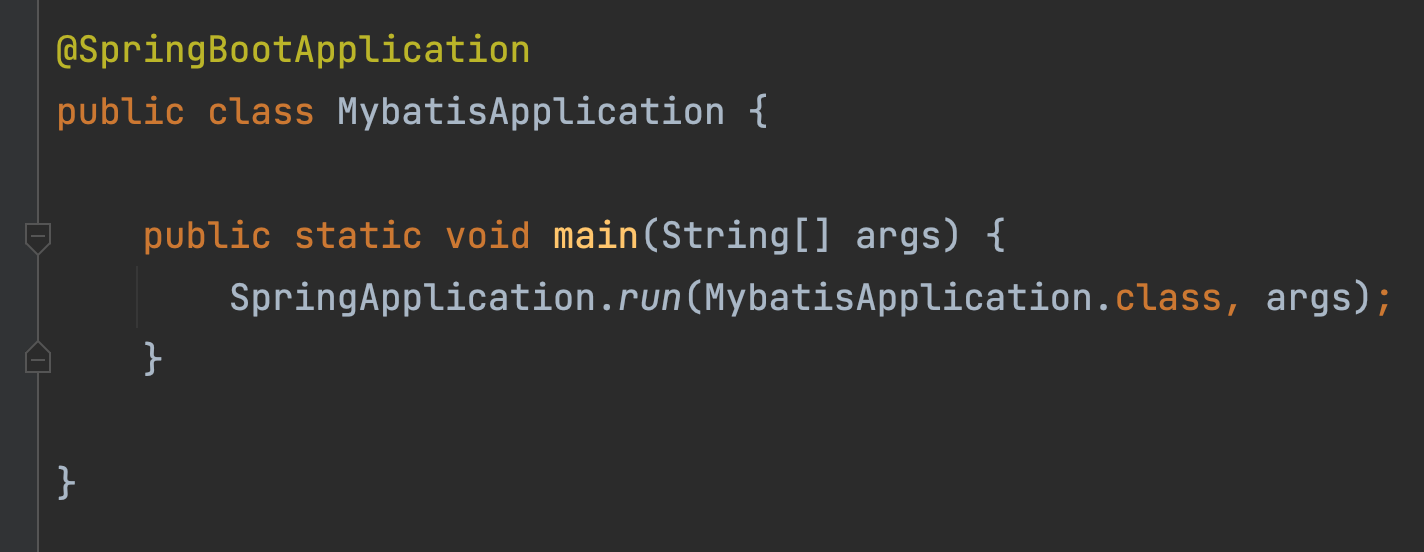 @SpringBootApplication
public class MybatisApplication {
public static void main(String[] args) {
SpringApplication.run(MybatisApplication.class, args);
}
}